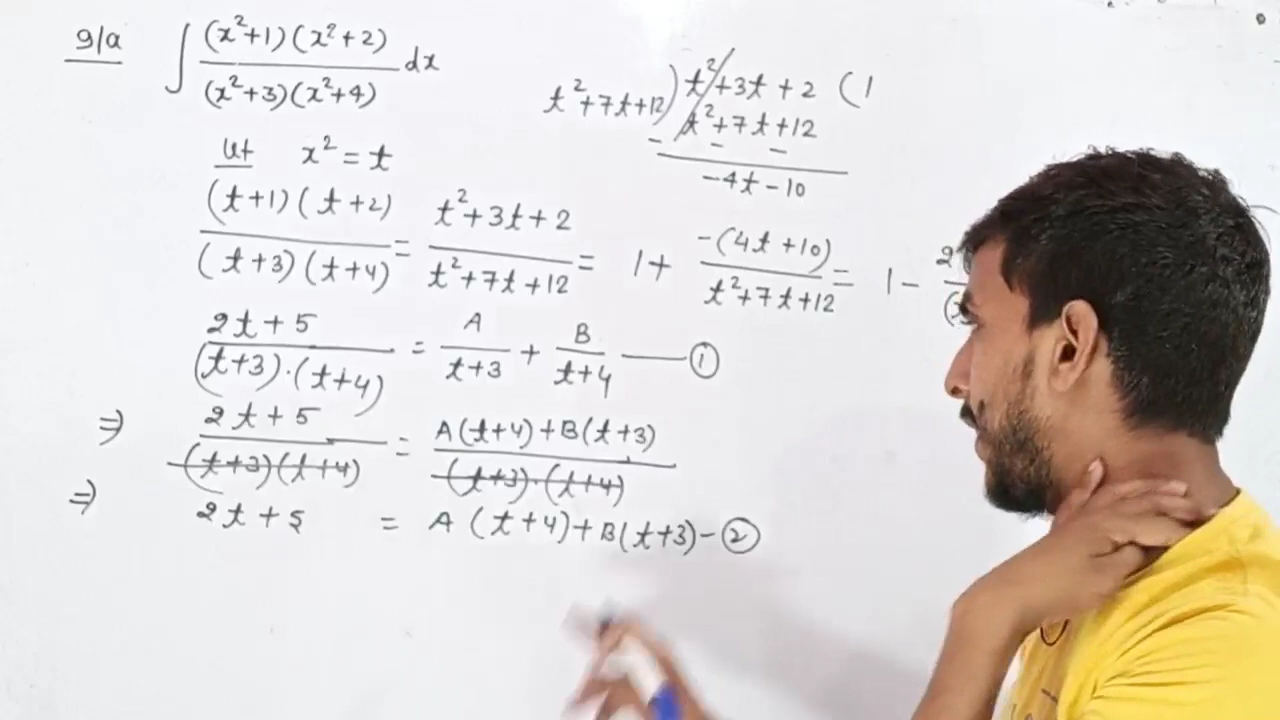 9/a ∫ (x²+1)(x²+2) / (x²+3)(x²+4) dx
t²+7t+12 ) t²+3t+2 ( 1
t²+7t+12
- - -
-4t-10
Let x² = t
(t+1)(t+2) / (t+3)(t+4) = t²+3t+2 / t²+7t+12 = 1+ -(4t+10) / t²+7t+12 = 1- 2
2t+5 / (t+3).(t+4) = A / t+3 + B / t+4 —— ①
⇒ 2t+5 / (t+3)(t+4) = A(t+4)+B(t+3) / (t+3).(t+4)
⇒ 2t+5 = A(t+4)+B(t+3) - ②